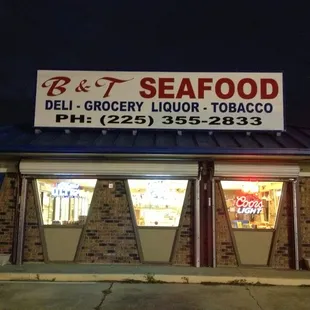 B & T SEAFOOD
DELI - GROCERY LIQUOR - TOBACCO
PH: (225) 355-2833
Coors
LIGHT